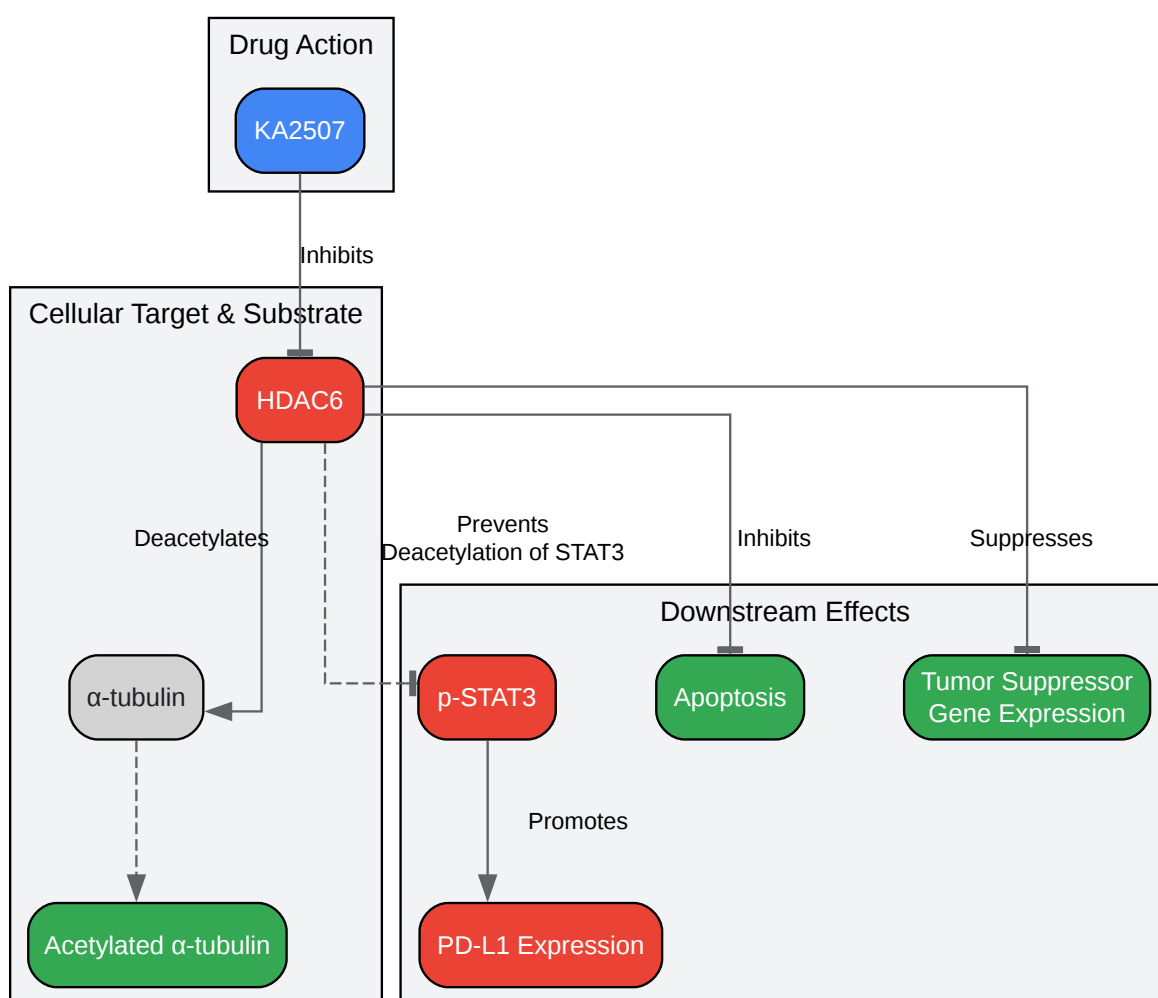 Drug Action
KA2507
Inhibits
Cellular Target & Substrate
HDAC6
Deacetylates
Prevents
Deacetylation of STAT3
Inhibits
Suppresses
Downstream Effects
α-tubulin
p-STAT3
Apoptosis
Tumor Suppressor
Gene Expression
Promotes
Acetylated α-tubulin
PD-L1 Expression